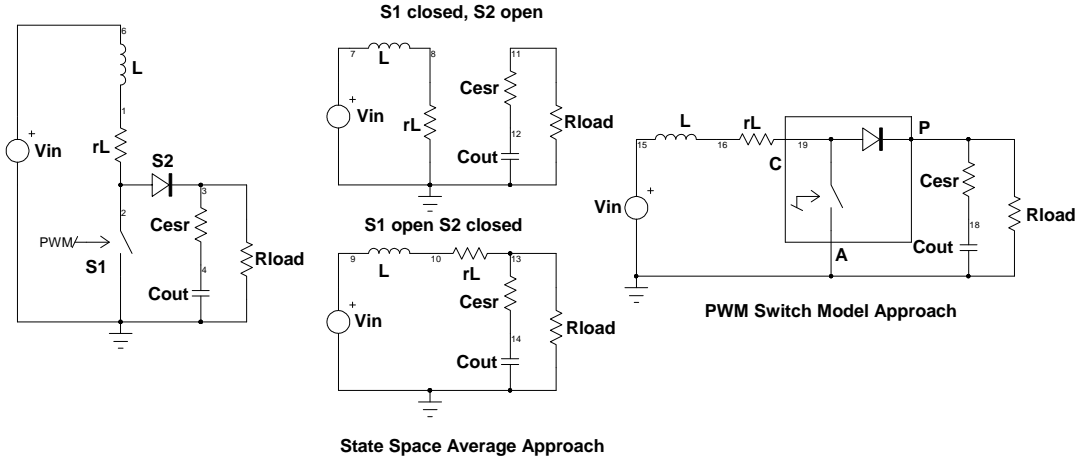 S1 closed, S2 open
6
L
1
rL
Vin
S2
3
2
Cesr
PWM
S1
4
Rload
Cout
7
L
8
11
Cesr
Vin
rL
12
Rload
Cout
S1 open S2 closed
9
L
10
rL
13
Cesr
Vin
Rload
14
Cout
State Space Average Approach
L
rL
P
15
16
19
C
Cesr
Vin
Rload
18
Cout
A
PWM Switch Model Approach